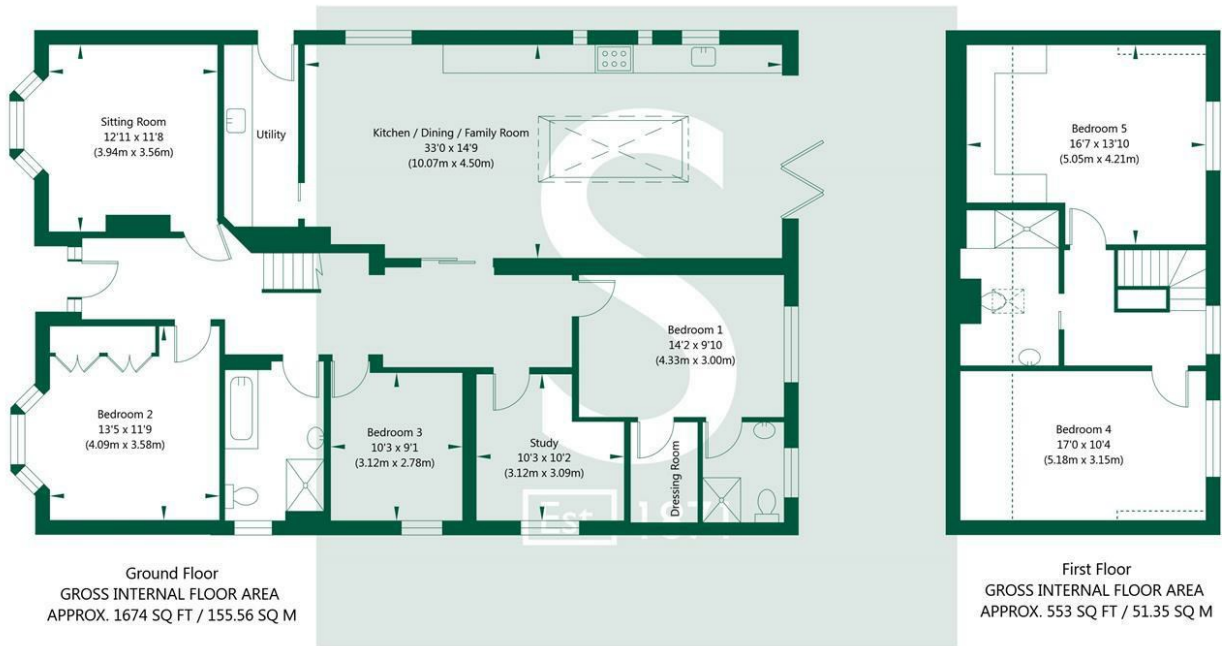 Sitting Room
12'11 x 11'8
(3.94m x 3.56m)
Utility
Kitchen / Dining / Family Room
33'0 x 14'9
(10.07m x 4.50m)
Bedroom 5
16'7 x 13'10
(5.05m x 4.21m)
Bedroom 1
14'2 x 9'10
(4.33m x 3.00m)
Bedroom 2
13'5 x 11'9
(4.09m x 3.58m)
Bedroom 3
10'3 x 9'1
(3.12m x 2.78m)
Study
10'3 x 10'2
(3.12m x 3.09m)
Dressing Room
Bedroom 4
17'0 x 10'4
(5.18m x 3.15m)
S
Est 1871
Ground Floor
GROSS INTERNAL FLOOR AREA
APPROX. 1674 SQ FT / 155.56 SQ M
First Floor
GROSS INTERNAL FLOOR AREA
APPROX. 553 SQ FT / 51.35 SQ M